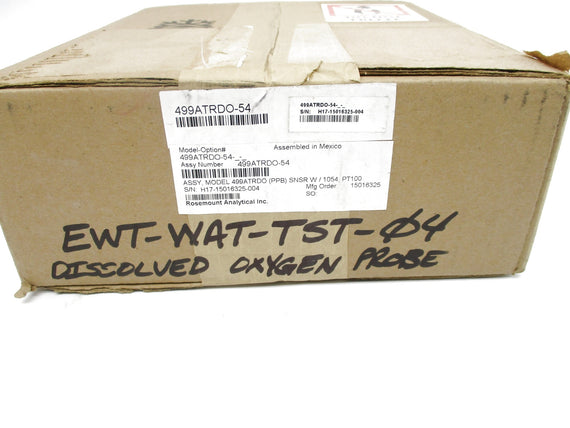 499ATRDO-54
499ATRDO-54-_-_
S/N: H17-15016325-004
Model-Option# Assembled in Mexico
499ATRDO-54-_-_
Assy Number 499ATRDO-54
ASSY, MODEL 499ATRDO (PPB) SNSR W / 1054, PT100
S/N: H17-15016325-004 Mfg Order 15016325
Rosemount Analytical Inc. SO:
EWT-WAT-TST-Ø4
DISSOLVED OXYGEN PROBE